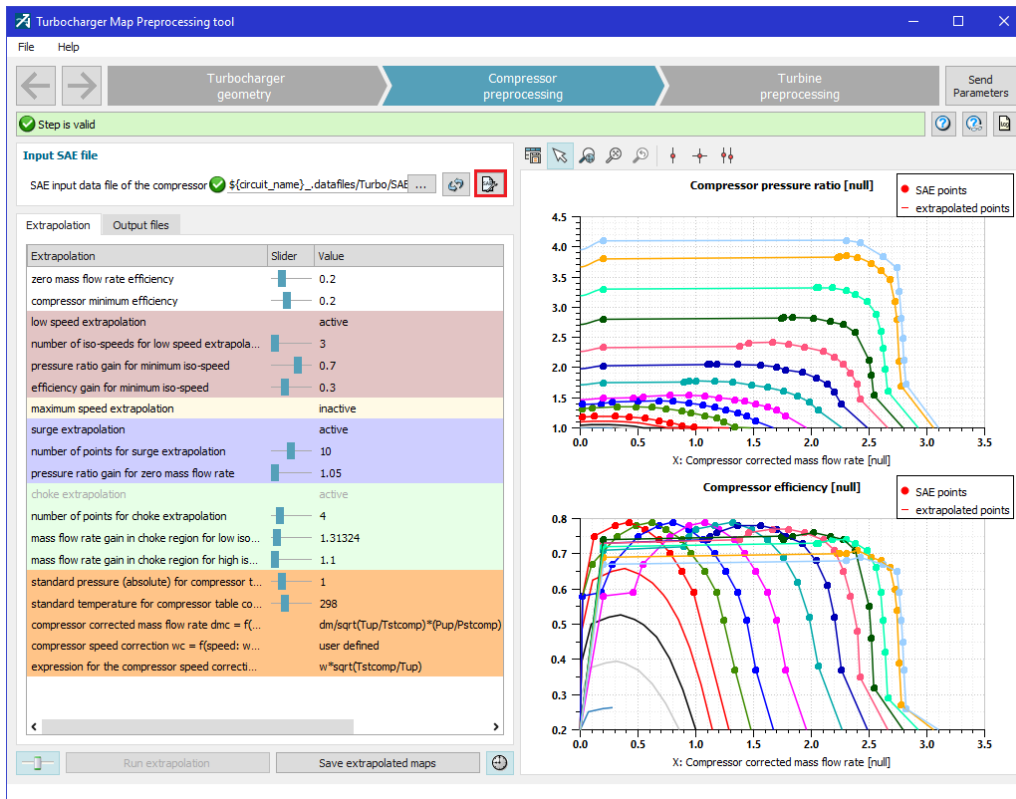 Turbocharger Map Preprocessing tool
File Help
Turbocharger
geometry
Compressor
preprocessing
Turbine
preprocessing
Send
Parameters
Step is valid
Input SAE file
SAE input data file of the compressor ${circuit_name}_.datafiles/Turbo/SAE ...
Extrapolation Output files
Extrapolation Slider Value
zero mass flow rate efficiency 0.2
compressor minimum efficiency 0.2
low speed extrapolation active
number of iso-speeds for low speed extrapola... 3
pressure ratio gain for minimum iso-speed 0.7
efficiency gain for minimum iso-speed 0.3
maximum speed extrapolation inactive
surge extrapolation active
number of points for surge extrapolation 10
pressure ratio gain for zero mass flow rate 1.05
choke extrapolation active
number of points for choke extrapolation 4
mass flow rate gain in choke region for low iso... 1.31324
mass flow rate gain in choke region for high is... 1.1
standard pressure (absolute) for compressor t... 1
standard temperature for compressor table co... 298
compressor corrected mass flow rate dmc = f(... dm/sqrt(Tup/Tstcomp)*(Pup/Pstcomp)
compressor speed correction wc = f(speed: w... user defined
expression for the compressor speed correcti... w*sqrt(Tstcomp/Tup)
Run extrapolation Save extrapolated maps
Compressor pressure ratio [null]
SAE points
extrapolated points
4.5
4.0
3.5
3.0
2.5
2.0
1.5
1.0
0.0 0.5 1.0 1.5 2.0 2.5 3.0 3.5
X: Compressor corrected mass flow rate [null]
Compressor efficiency [null]
SAE points
extrapolated points
0.8
0.7
0.6
0.5
0.4
0.3
0.2
0.0 0.5 1.0 1.5 2.0 2.5 3.0 3.5
X: Compressor corrected mass flow rate [null]